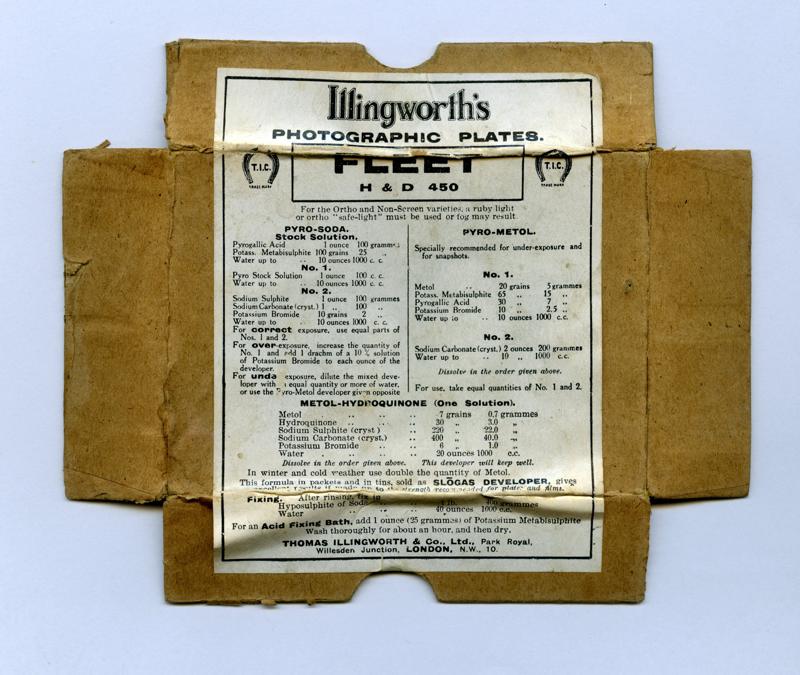 Illingworth's
PHOTOGRAPHIC PLATES.
T.I.C.
TRADE MARK
FLEET
H & D 450
T.I.C.
TRADE MARK
For the Ortho and Non-Screen varieties, a ruby light
or ortho "safe-light" must be used or fog may result.
PYRO-SODA.
Stock Solution.
Pyrogallic Acid 1 ounce 100 grammes
Potass. Metabisulphite 100 grains 25 „
Water up to .. 10 ounces 1000 c. c.
No. 1.
Pyro Stock Solution 1 ounce 100 c. c.
Water up to .. 10 ounces 1000 c. c.
No. 2.
Sodium Sulphite 1 ounce 100 grammes
Sodium Carbonate (cryst.) 1 „ 100 „
Potassium Bromide 10 grains 2 „
Water up to .. 10 ounces 1000 c. c.
For correct exposure, use equal parts of
Nos. 1 and 2.
For over-exposure, increase the quantity of
No. 1 and add 1 drachm of a 10 % solution
of Potassium Bromide to each ounce of the
developer.
For under exposure, dilute the mixed deve-
loper with equal quantity or more of water,
or use the Pyro-Metol developer given opposite
PYRO-METOL.
Specially recommended for under-exposure and
for snapshots.
No. 1.
Metol .. 20 grains 5 grammes
Potass. Metabisulphite 65 „ 15 „
Pyrogallic Acid 30 „ 7 „
Potassium Bromide 10 „ 2.5 „
Water up to .. 10 ounces 1000 c.c.
No. 2.
Sodium Carbonate (cryst.) 2 ounces 200 grammes
Water up to .. 10 „ 1000 c.c.
Dissolve in the order given above.
For use, take equal quantities of No. 1 and 2.
METOL-HYDROQUINONE (One Solution).
Metol .. .. .. 7 grains 0.7 grammes
Hydroquinone .. .. .. 30 „ 3.0 „
Sodium Sulphite (cryst.) .. 220 „ 22.0 „
Sodium Carbonate (cryst.) .. 400 „ 40.0 „
Potassium Bromide .. .. 6 „ 1.0 „
Water .. .. .. 20 ounces 1000 c.c.
Dissolve in the order given above. This developer will keep well.
In winter and cold weather use double the quantity of Metol.
This formula in packets and in tins, sold as SLOGAS DEVELOPER, gives
excellent results if made up to the strength recommended for plates and films.
Fixing. After rinsing, fix in
Hyposulphite of Soda 1 lb. 400 grammes
Water 40 ounces 1000 c.c.
For an Acid Fixing Bath, add 1 ounce (25 grammes) of Potassium Metabisulphite
Wash thoroughly for about an hour, and then dry.
THOMAS ILLINGWORTH & Co., Ltd., Park Royal,
Willesden Junction, LONDON, N.W., 10.